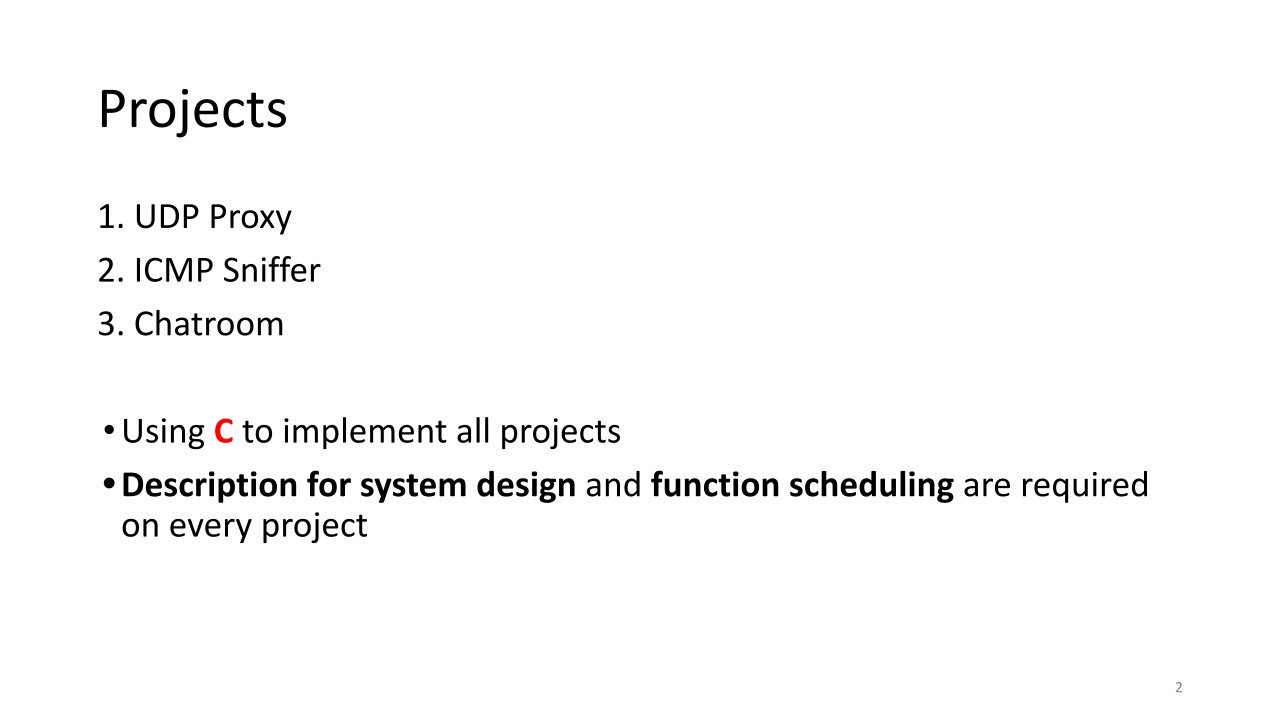 Projects
1. UDP Proxy
2. ICMP Sniffer
3. Chatroom
• Using C to implement all projects
• Description for system design and function scheduling are required
on every project
2